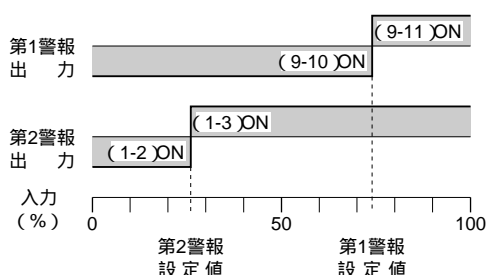 (9-11)ON
第1警報
出 力
(9-10)ON
(1-3)ON
第2警報
出 力
(1-2)ON
入力
(%)
0 50 100
第2警報 第1警報
設定値 設定値